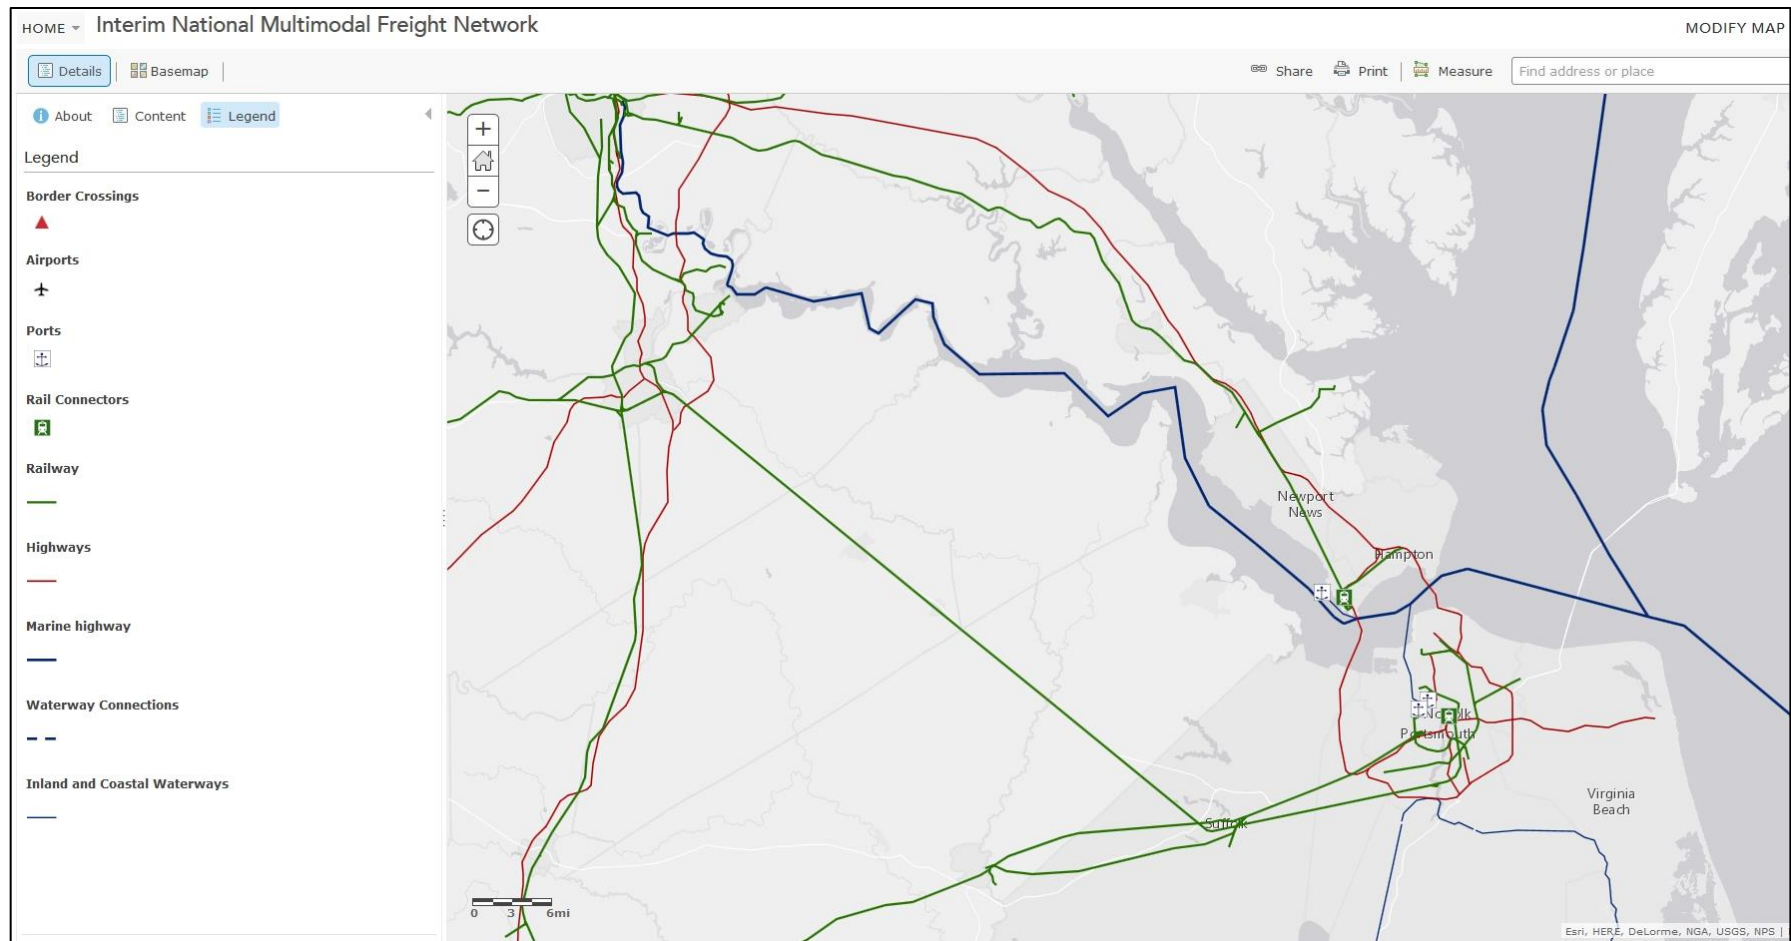 HOME Interim National Multimodal Freight Network MODIFY MAP
Details Basemap Share Print Measure Find address or place
About Content Legend
Legend
Border Crossings
Airports
Ports
Rail Connectors
Railway
Highways
Marine highway
Waterway Connections
Inland and Coastal Waterways
Newport
News
Hampton
Norfolk
Portsmouth
Virginia
Beach
Suffolk
0 3 6mi
Esri, HERE, DeLorme, NGA, USGS, NPS |